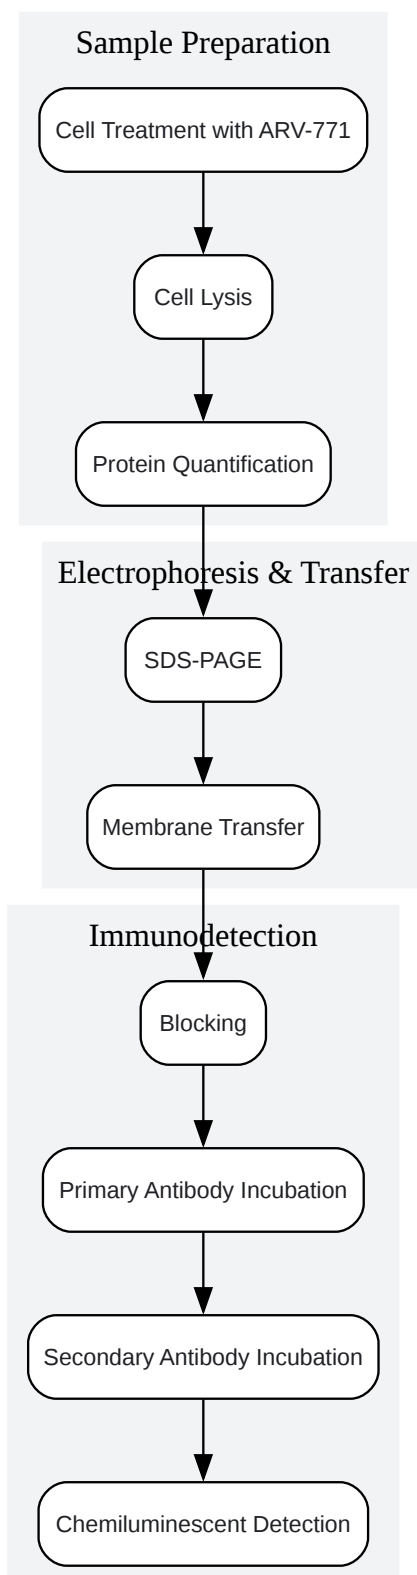 Sample Preparation
Cell Treatment with ARV-771
Cell Lysis
Protein Quantification
Electrophoresis & Transfer
SDS-PAGE
Membrane Transfer
Immunodetection
Blocking
Primary Antibody Incubation
Secondary Antibody Incubation
Chemiluminescent Detection